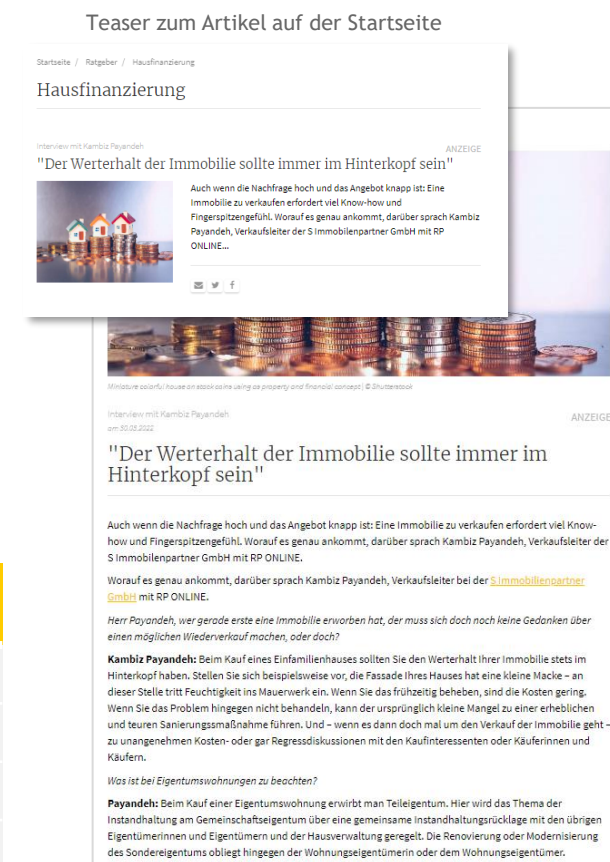 Teaser zum Artikel auf der Startseite
Startseite / Ratgeber / Hausfinanzierung
Hausfinanzierung
Interview mit Kambiz Payandeh
ANZEIGE
"Der Werterhalt der Immobilie sollte immer im Hinterkopf sein"
Auch wenn die Nachfrage hoch und das Angebot knapp ist: Eine
Immobilie zu verkaufen erfordert viel Know-how und
Fingerspitzengefühl. Worauf es genau ankommt, darüber sprach Kambiz
Payandeh, Verkaufsleiter der S Immobilienpartner GmbH mit RP
ONLINE...
Miniature colorful house on stack coins using as property and financial concept | © Shutterstock
Interview mit Kambiz Payandeh
ANZEIGE
am 30.05.2022
"Der Werterhalt der Immobilie sollte immer im
Hinterkopf sein"
Auch wenn die Nachfrage hoch und das Angebot knapp ist: Eine Immobilie zu verkaufen erfordert viel Know-
how und Fingerspitzengefühl. Worauf es genau ankommt, darüber sprach Kambiz Payandeh, Verkaufsleiter der
S Immobilenpartner GmbH mit RP ONLINE.
Worauf es genau ankommt, darüber sprach Kambiz Payandeh, Verkaufsleiter bei der S Immobilienpartner
GmbH mit RP ONLINE.
Herr Payandeh, wer gerade erste eine Immobilie erworben hat, der muss sich doch noch keine Gedanken über
einen möglichen Wiederverkauf machen, oder doch?
Kambiz Payandeh: Beim Kauf eines Einfamilienhauses sollten Sie den Werterhalt Ihrer Immobilie stets im
Hinterkopf haben. Stellen Sie sich beispielsweise vor, die Fassade Ihres Hauses hat eine kleine Macke – an
dieser Stelle tritt Feuchtigkeit ins Mauerwerk ein. Wenn Sie das frühzeitig beheben, sind die Kosten gering.
Wenn Sie das Problem hingegen nicht behandeln, kann der ursprünglich kleine Mangel zu einer erheblichen
und teuren Sanierungssmaßnahme führen. Und – wenn es dann doch mal um den Verkauf der Immobilie geht –
zu unangenehmen Kosten- oder gar Regressdiskussionen mit den Kaufinteressenten oder Käuferinnen und
Käufern.
Was ist bei Eigentumswohnungen zu beachten?
Payandeh: Beim Kauf einer Eigentumswohnung erwirbt man Teileigentum. Hier wird das Thema der
Instandhaltung am Gemeinschaftseigentum über eine gemeinsame Instandhaltungsrücklage mit den übrigen
Eigentümerinnen und Eigentümern und der Hausverwaltung geregelt. Die Renovierung oder Modernisierung
des Sondereigentums obliegt hingegen der Wohnungseigentümerin oder dem Wohnungseigentümer.